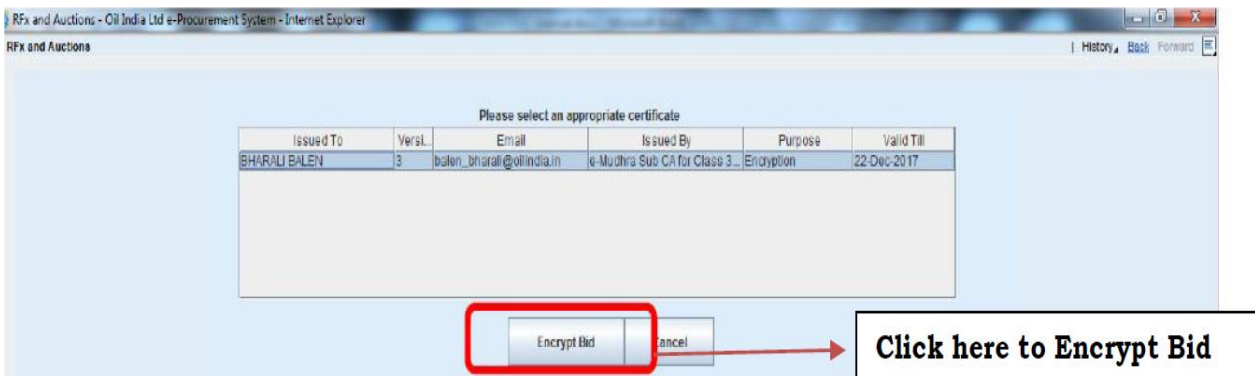 RFx and Auctions - Oil India Ltd e-Procurement System - Internet Explorer
RFx and Auctions
| History Back Forward
Please select an appropriate certificate
Issued To Versi... Email Issued By Purpose Valid Till
BHARALI BALEN 3 balen_bharali@oilindia.in e-Mudhra Sub CA for Class 3... Encryption 22-Dec-2017
Encrypt Bid Cancel
Click here to Encrypt Bid